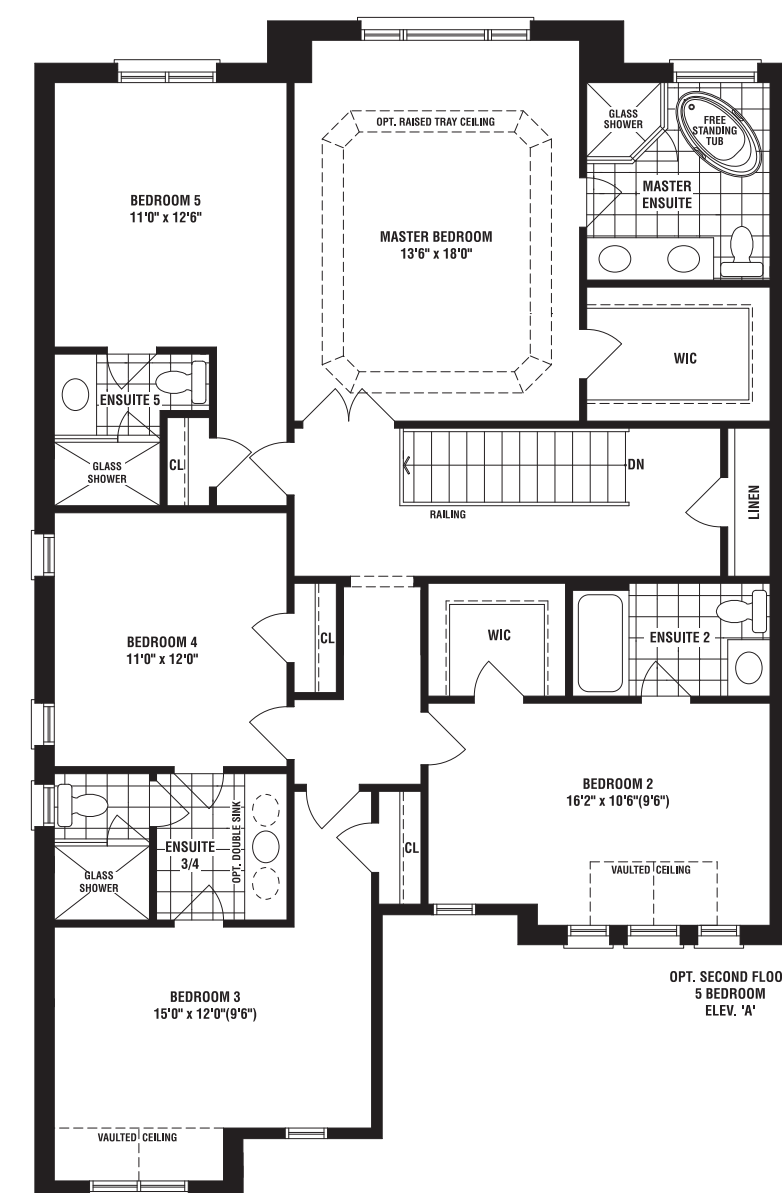 GLASS
SHOWER
FREE
STANDING
TUB
OPT. RAISED TRAY CEILING
MASTER
ENSUITE
BEDROOM 5
11'0" x 12'6"
MASTER BEDROOM
13'6" x 18'0"
WIC
ENSUITE 5
GLASS
SHOWER
CL
DN
RAILING
LINEN
BEDROOM 4
11'0" x 12'0"
CL
WIC
ENSUITE 2
BEDROOM 2
16'2" x 10'6"(9'6")
ENSUITE
3/4
OPT. DOUBLE SINK
GLASS
SHOWER
CL
VAULTED CEILING
OPT. SECOND FLOO
5 BEDROOM
ELEV. 'A'
BEDROOM 3
15'0" x 12'0"(9'6")
VAULTED CEILING